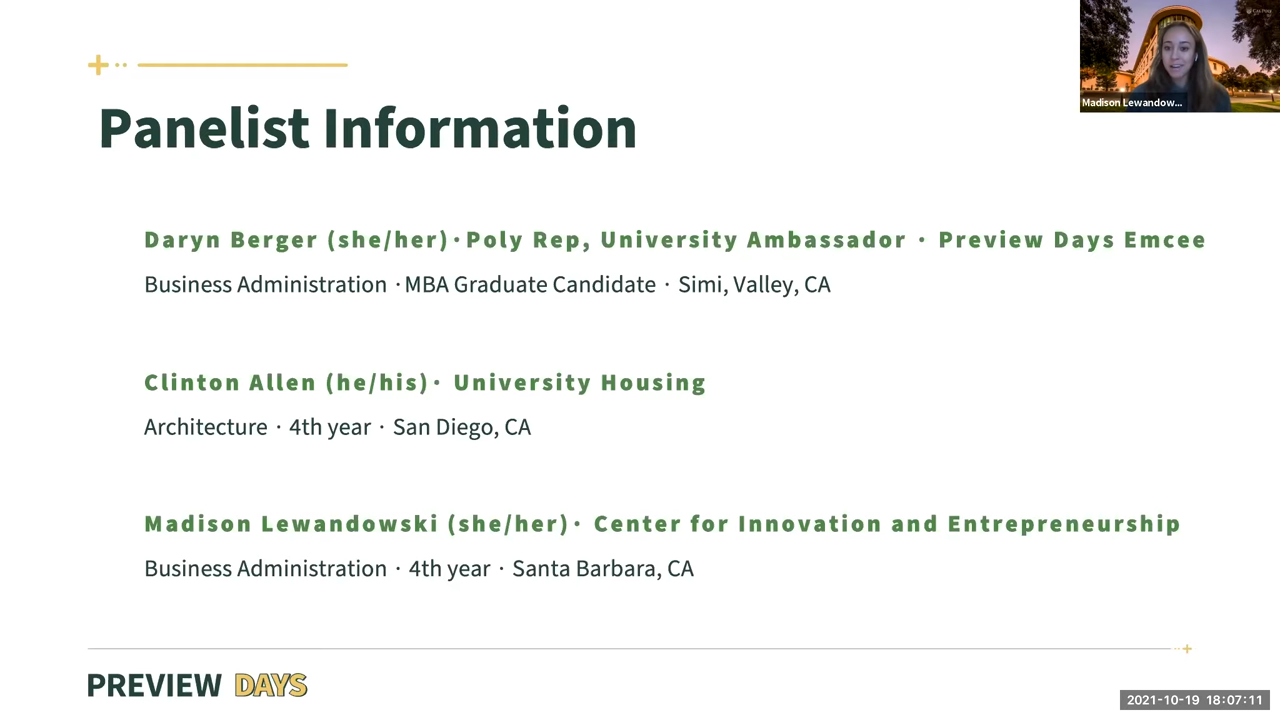 Panelist Information
Daryn Berger (she/her)·Poly Rep, University Ambassador · Preview Days Emcee
Business Administration ·MBA Graduate Candidate · Simi, Valley, CA
Clinton Allen (he/his)· University Housing
Architecture · 4th year · San Diego, CA
Madison Lewandowski (she/her)· Center for Innovation and Entrepreneurship
Business Administration · 4th year · Santa Barbara, CA
PREVIEW DAYS
CAL POLY
Madison Lewandow...
2021-10-19 18:07:11